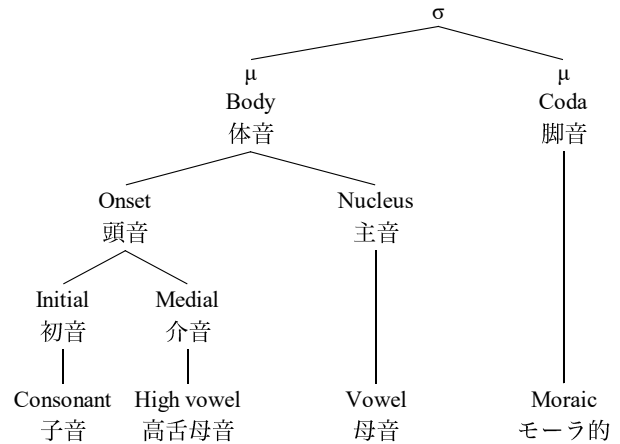 σ
μ μ
Body Coda
体音 脚音
Onset Nucleus
頭音 主音
Initial Medial
初音 介音
Consonant High vowel Vowel Moraic
子音 高舌母音 母音 モーラ的